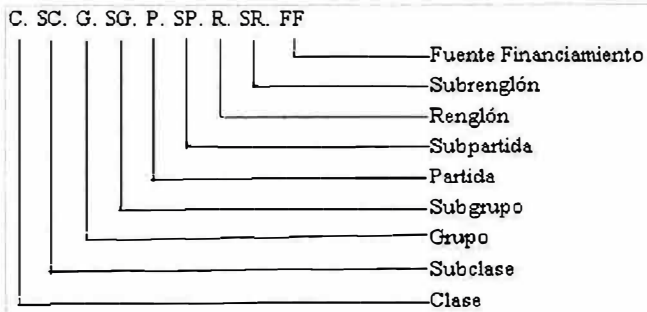 C. SC. G. SG. P. SP. R. SR. FF
Fuente Financiamiento
Subrenglón
Renglón
Subpartida
Partida
Subgrupo
Grupo
Subclase
Clase